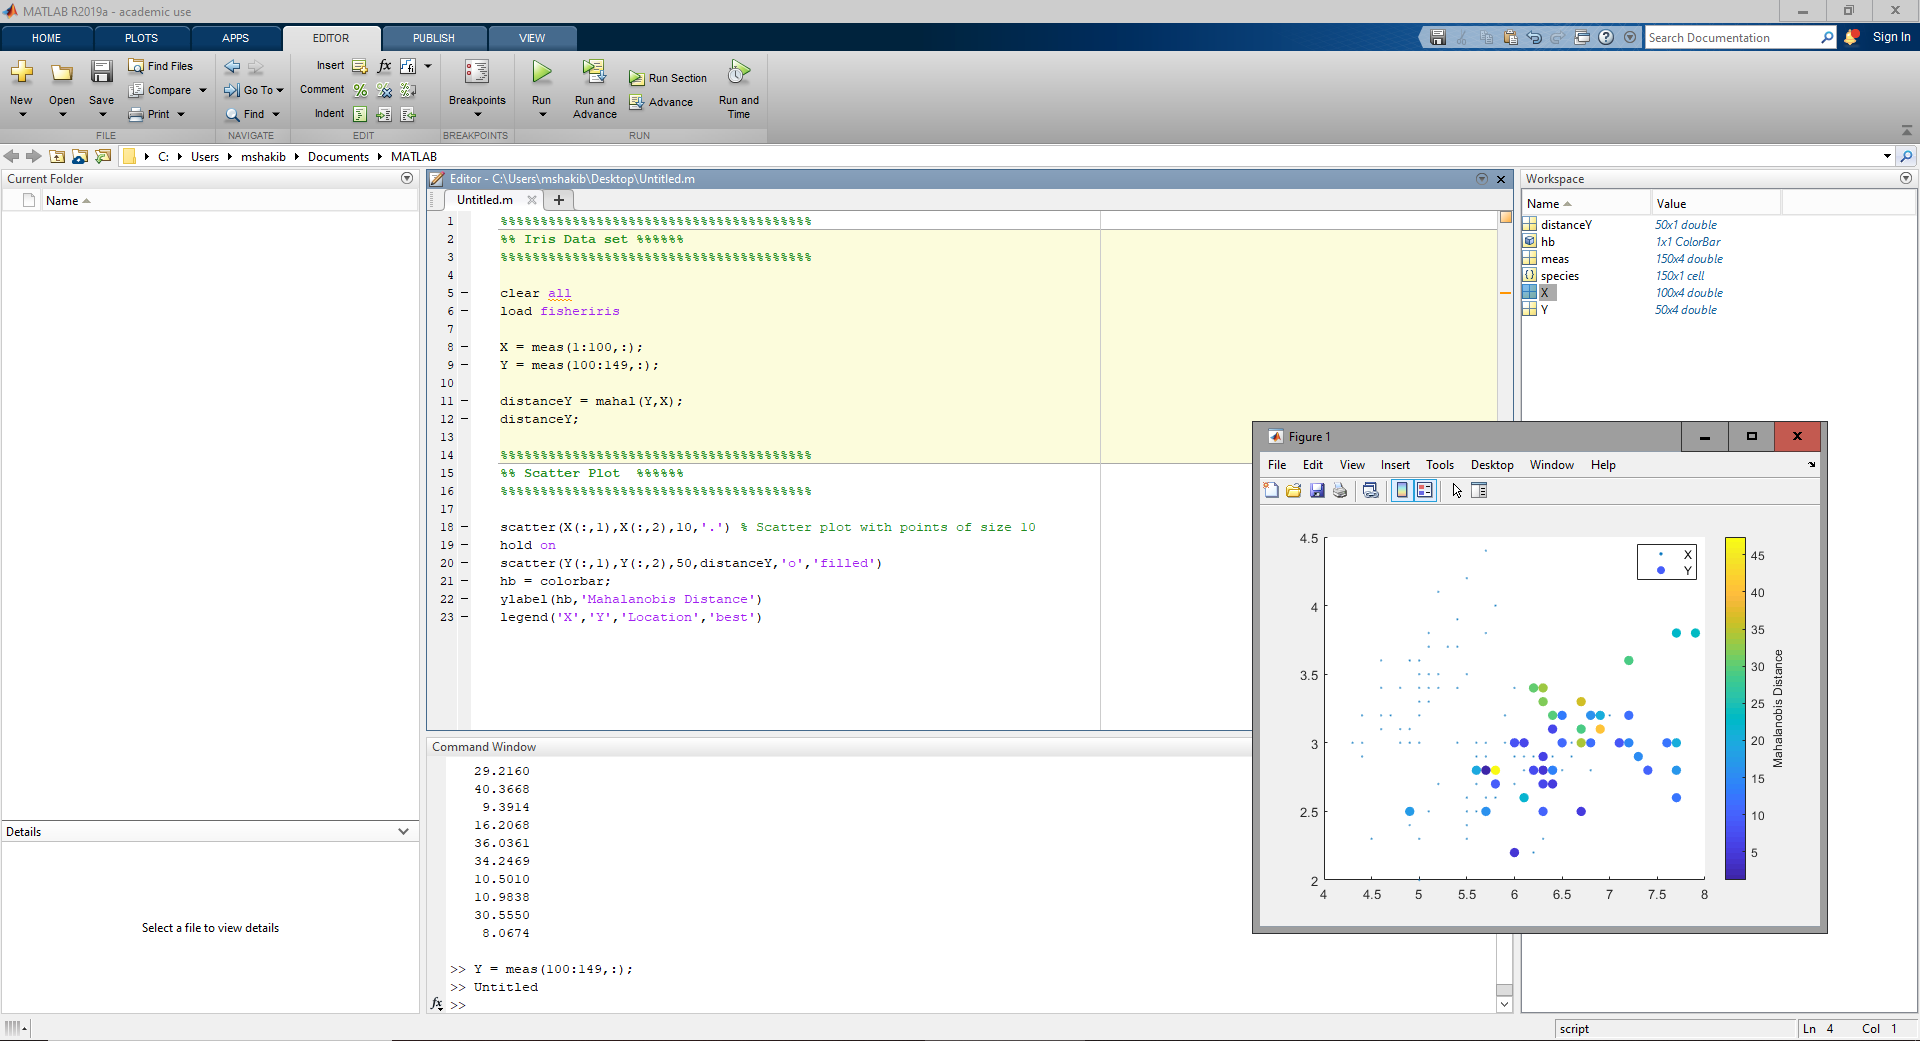 MATLAB R2019a - academic use
HOME PLOTS APPS EDITOR PUBLISH VIEW
Search Documentation
Sign In
New Open Save
Find Files
Compare
Print
FILE
Go To
Find
NAVIGATE
Insert
Comment
Indent
EDIT
Breakpoints
BREAKPOINTS
Run
Run and Advance
Run Section
Advance
Run and Time
RUN
C: Users mshakib Documents MATLAB
Current Folder
Name
Details
Select a file to view details
Editor - C:\Users\mshakib\Desktop\Untitled.m
Untitled.m
1 %%%%%%%%%%%%%%%%%%%%%%%%%%%%%%%%%%%%%%%
2 %% Iris Data set %%%%%%
3 %%%%%%%%%%%%%%%%%%%%%%%%%%%%%%%%%%%%%%%
4
5 clear all
6 load fisheriris
7
8 X = meas(1:100,:);
9 Y = meas(100:149,:);
10
11 distanceY = mahal(Y,X);
12 distanceY;
13
14 %%%%%%%%%%%%%%%%%%%%%%%%%%%%%%%%%%%%%%%
15 %% Scatter Plot  %%%%%%
16 %%%%%%%%%%%%%%%%%%%%%%%%%%%%%%%%%%%%%%%
17
18 scatter(X(:,1),X(:,2),10,'.') % Scatter plot with points of size 10
19 hold on
20 scatter(Y(:,1),Y(:,2),50,distanceY,'o','filled')
21 hb = colorbar;
22 ylabel(hb,'Mahalanobis Distance')
23 legend('X','Y','Location','best')
Command Window
29.2160
40.3668
9.3914
16.2068
36.0361
34.2469
10.5010
10.9838
30.5550
8.0674
>> Y = meas(100:149,:);
>> Untitled
fx >>
Workspace
Name Value
distanceY 50x1 double
hb 1x1 ColorBar
meas 150x4 double
species 150x1 cell
X 100x4 double
Y 50x4 double
Figure 1
File Edit View Insert Tools Desktop Window Help
X
Y
4.5
4
3.5
3
2.5
2
4 4.5 5 5.5 6 6.5 7 7.5 8
45
40
35
30
25
20
15
10
5
Mahalanobis Distance
script
Ln 4 Col 1